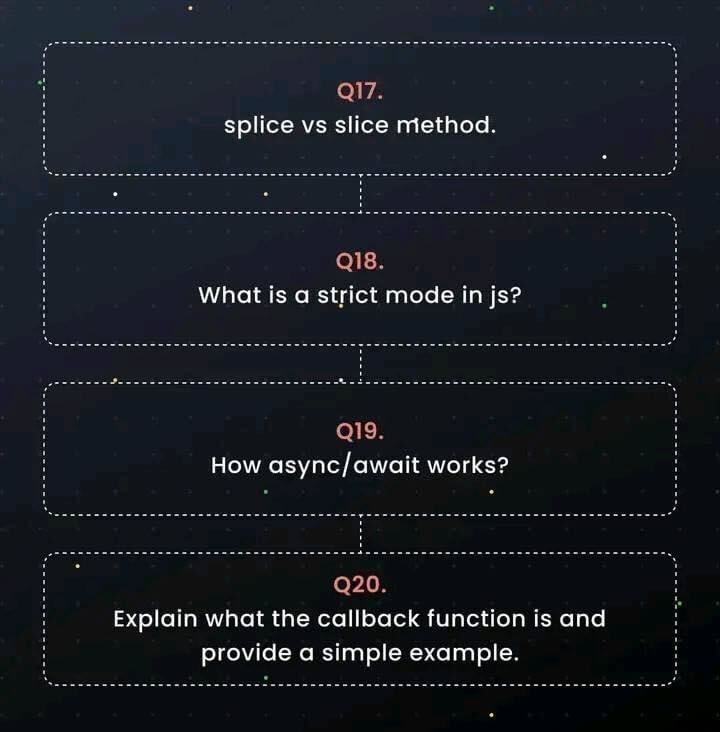 Q17.
splice vs slice method.
Q18.
What is a strict mode in js?
Q19.
How async/await works?
Q20.
Explain what the callback function is and
provide a simple example.